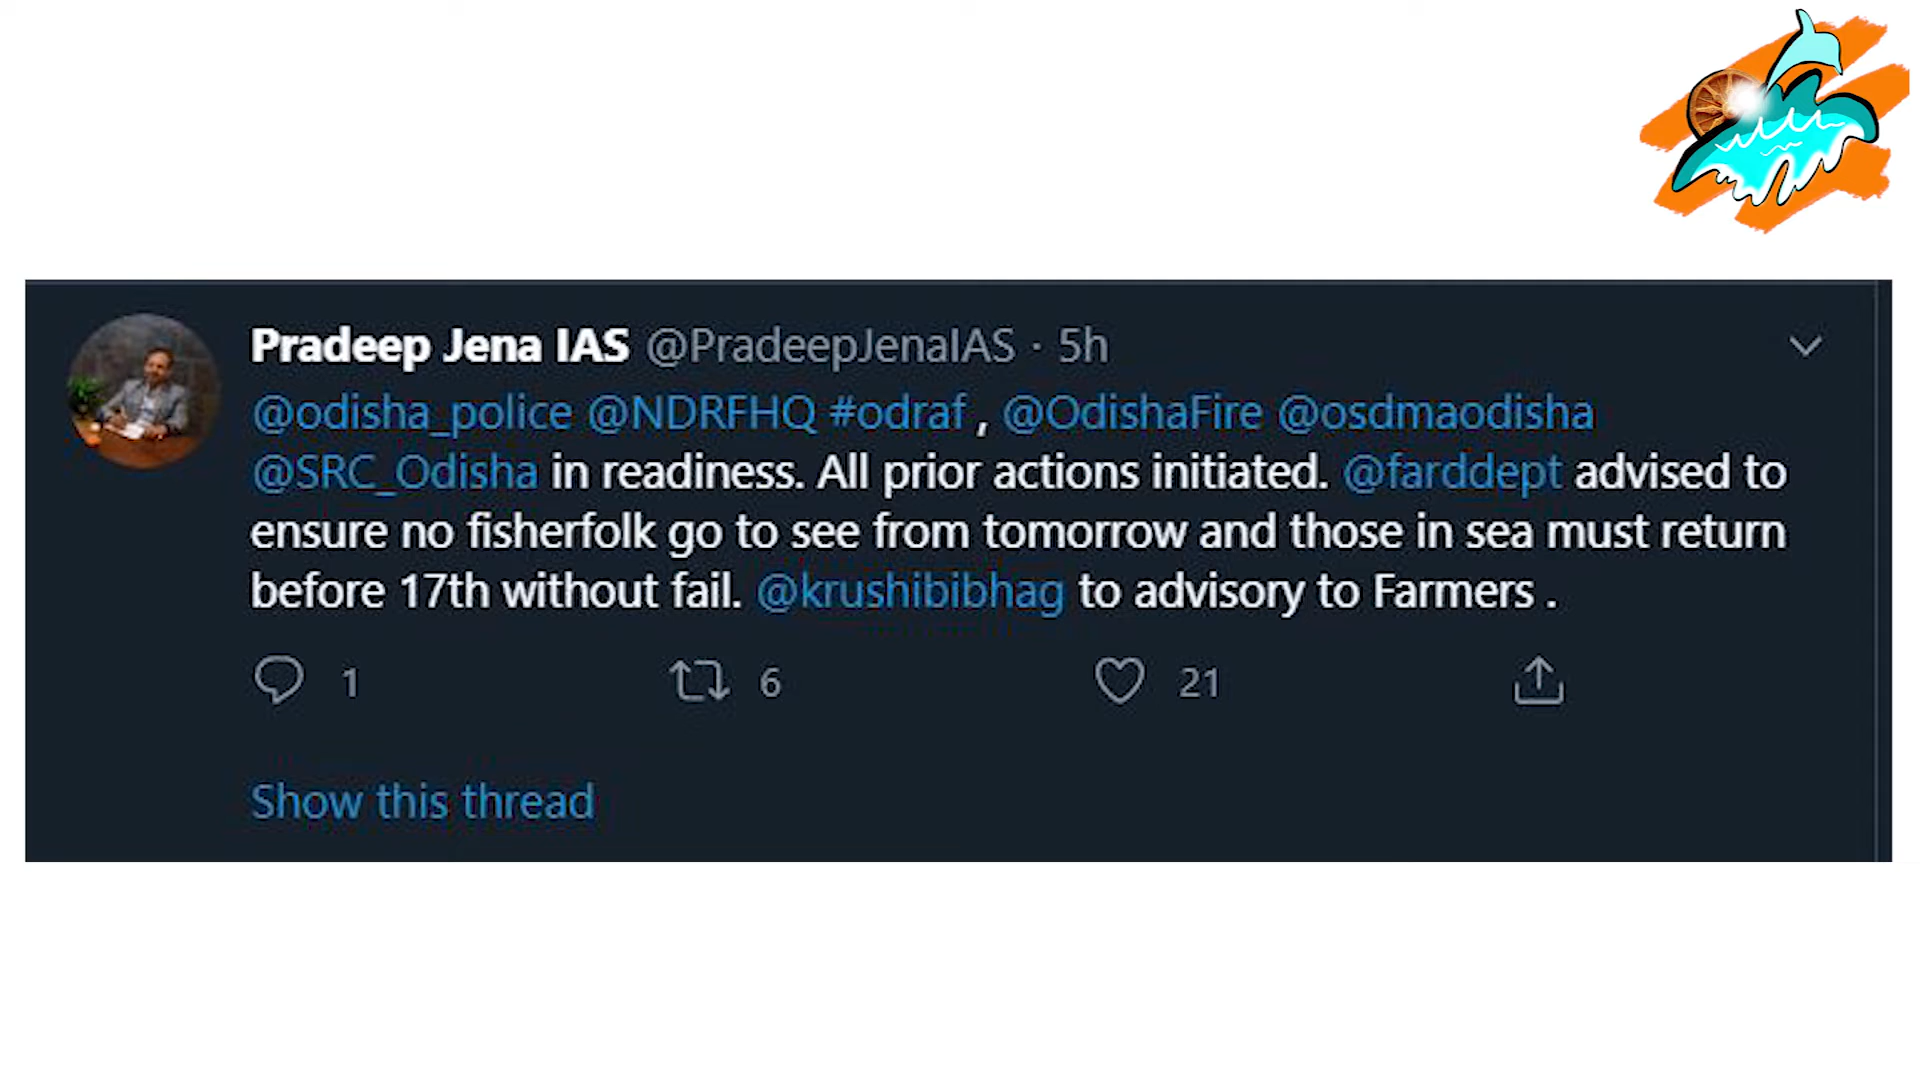 Pradeep Jena IAS @PradeepJenaIAS · 5h
@odisha_police @NDRFHQ #odraf , @OdishaFire @osdmaodisha
@SRC_Odisha in readiness. All prior actions initiated. @farddept advised to
ensure no fisherfolk go to see from tomorrow and those in sea must return
before 17th without fail. @krushibibhag to advisory to Farmers .
1 6 21
Show this thread